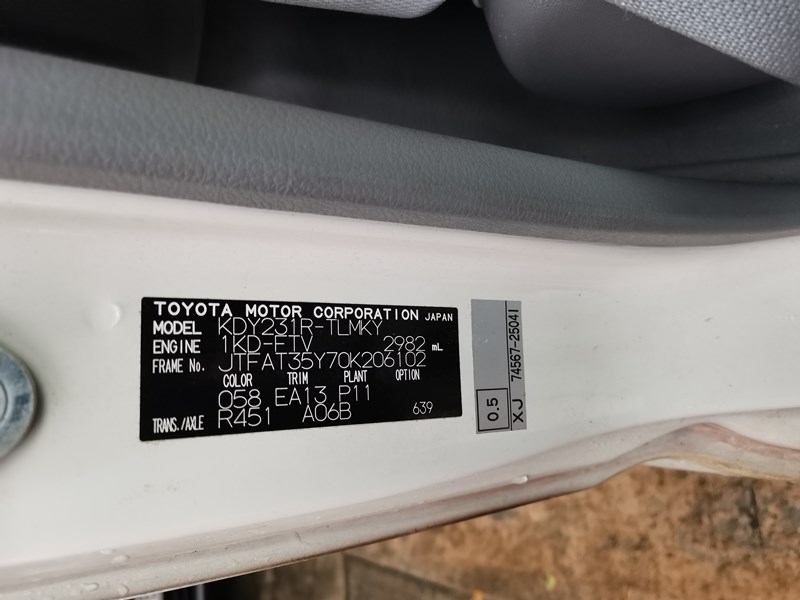 TOYOTA MOTOR CORPORATION JAPAN
MODEL KDY231R-TLMKY
ENGINE 1KD-FTV 2982 mL
FRAME No. JTFAT35Y70K206102
COLOR TRIM PLANT OPTION
058 EA13 P11
TRANS./AXLE R451 A06B 639
0.5
XJ 74567-25041